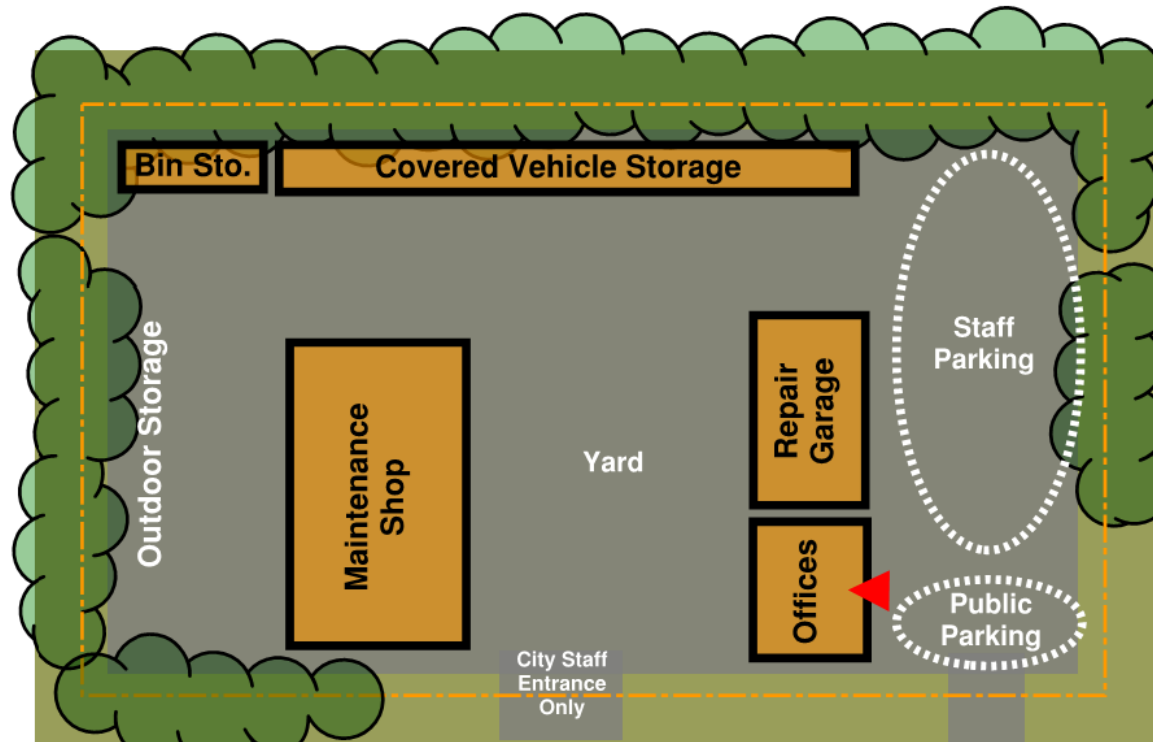 Bin Sto.
Covered Vehicle Storage
Outdoor Storage
Maintenance
Shop
Yard
Repair
Garage
Staff
Parking
Offices
Public
Parking
City Staff
Entrance
Only